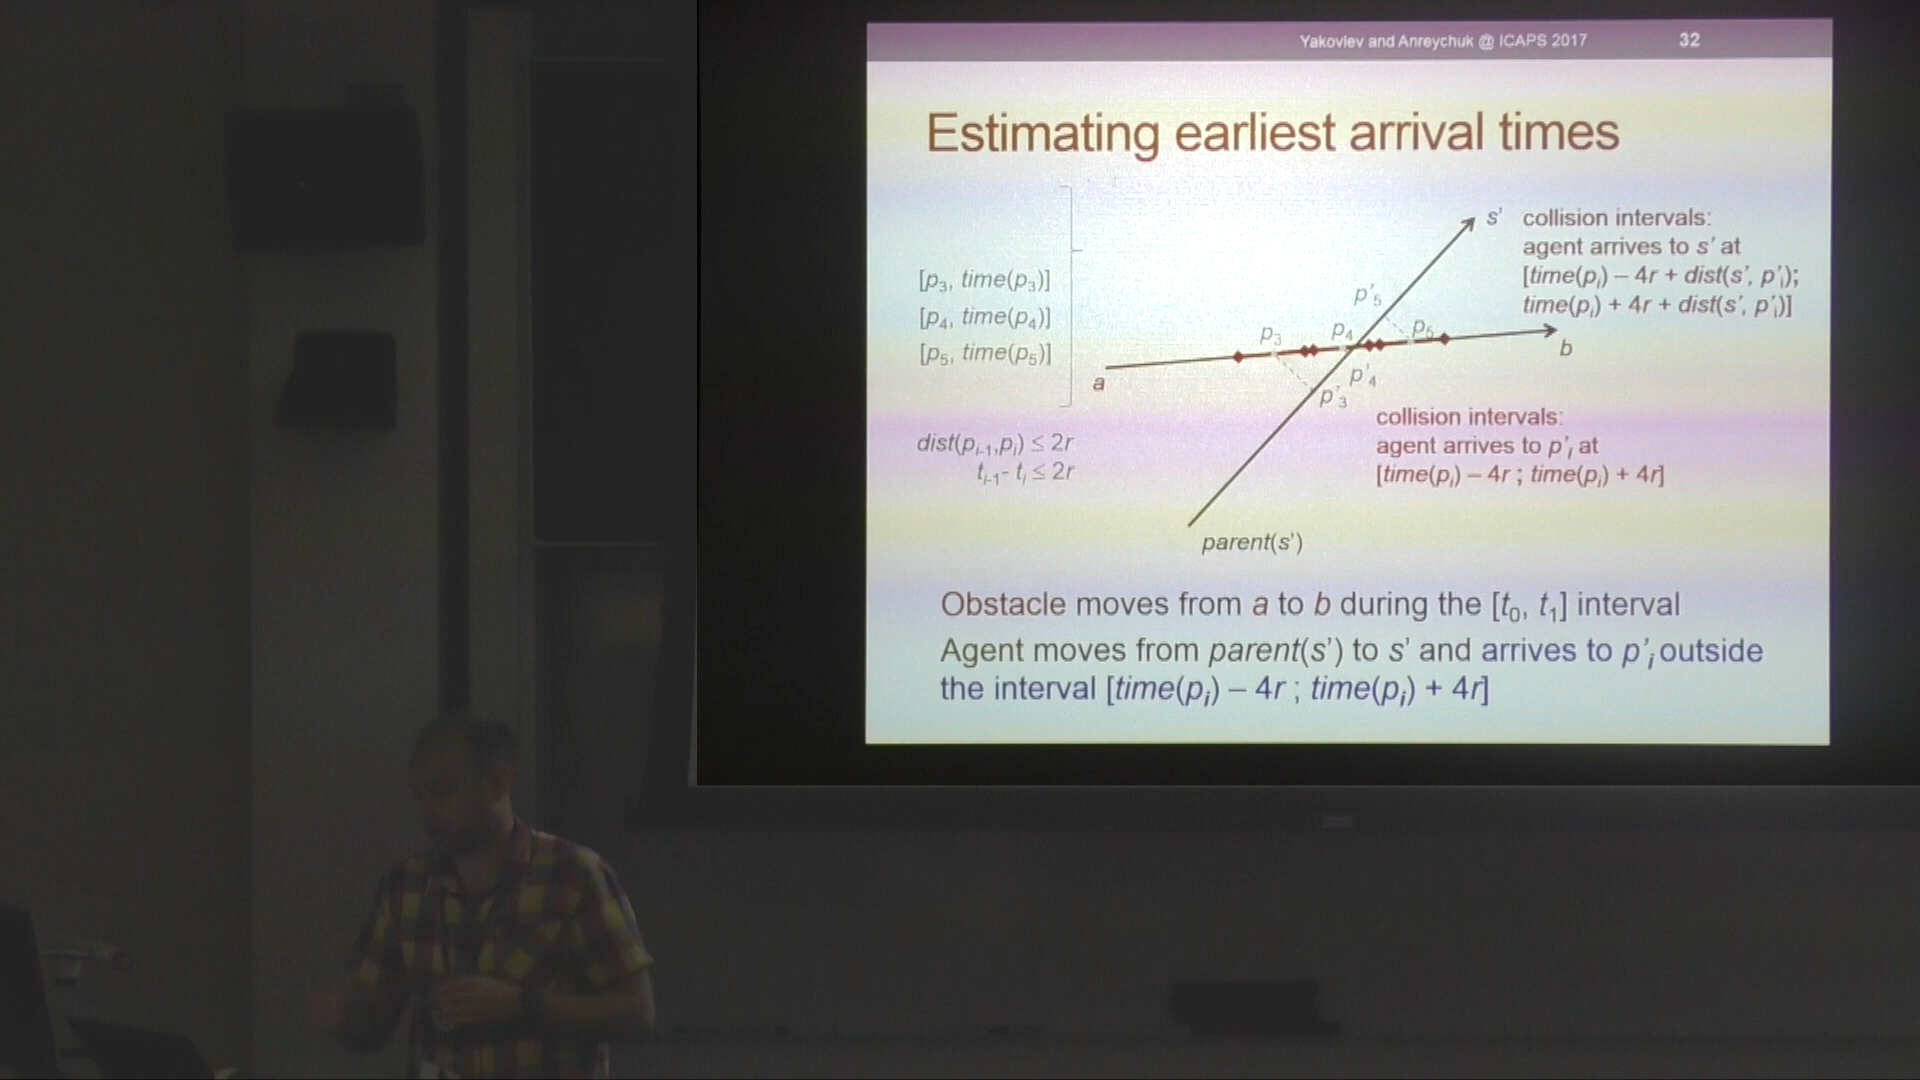 Yakovlev and Anreychuk @ ICAPS 2017 32
Estimating earliest arrival times
[p3, time(p3)]
[p4, time(p4)]
[p5, time(p5)]
dist(pi-1,pi) ≤ 2r
ti-1- ti ≤ 2r
a
p3
p4
p5
b
p'5
p'4
p'3
s'
parent(s')
collision intervals:
agent arrives to s' at
[time(pi) – 4r + dist(s', p'i);
time(pi) + 4r + dist(s', p'i)]
collision intervals:
agent arrives to p'i at
[time(pi) – 4r ; time(pi) + 4r]
Obstacle moves from a to b during the [t0, t1] interval
Agent moves from parent(s') to s' and arrives to p'i outside
the interval [time(pi) – 4r ; time(pi) + 4r]